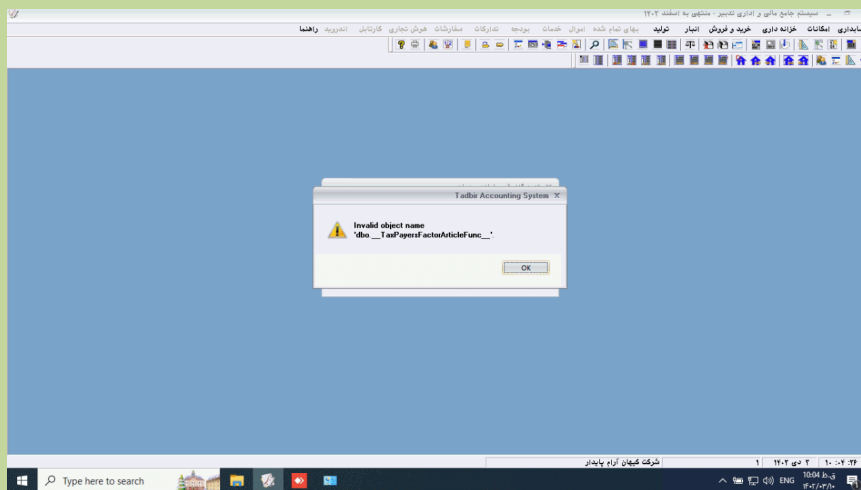 سیستم جامع مالی و اداری تدبیر - منتهی به اسفند ۱۴۰۲
امکانات خزانه داری خرید و فروش انبار تولید بهای تمام شده اموال خدمات بودجه تدارکات سفارشات هوش تجاری کارتابل اندروید راهنما
Tadbir Accounting System
Invalid object name
'dbo.__TaxPayersFactorArticleFunc__'.
OK
شرکت کیهان آرام پایدار
۱
۲ دی ۱۴۰۲
Type here to search
ENG
10:04 ق.ظ